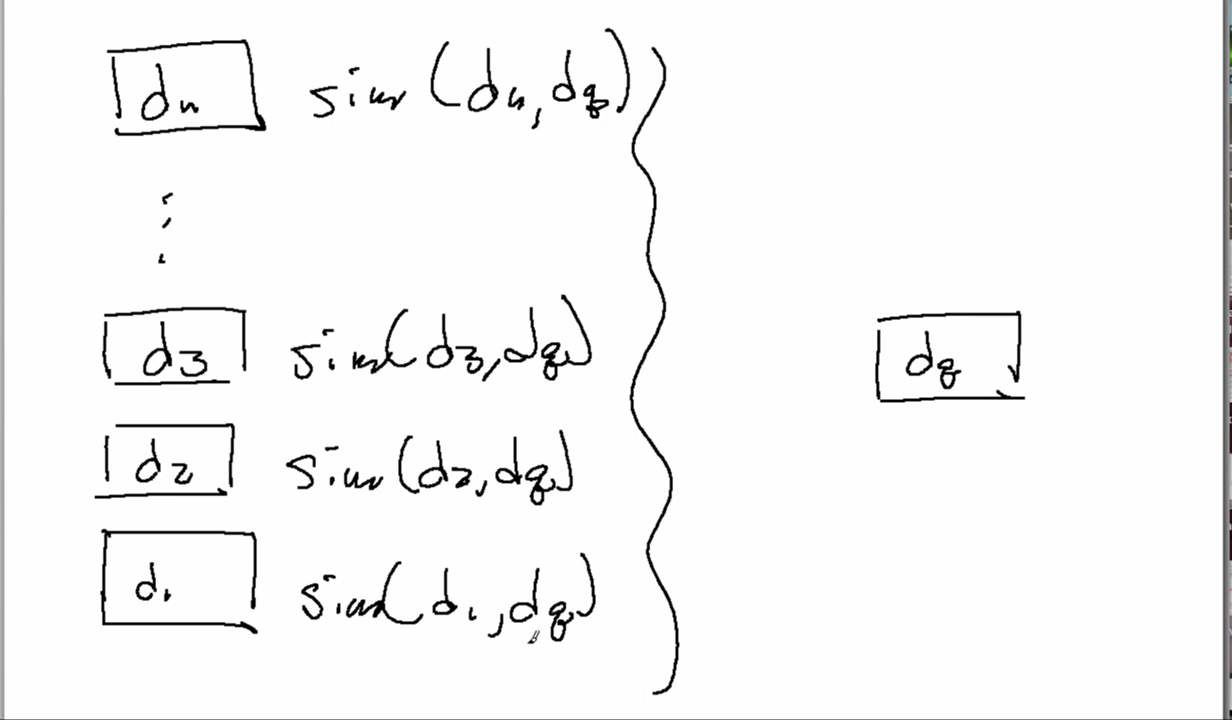 dn sim (dn, dq)
⋮
d3 sim(d3, dq)
dq
d2 sim(d2, dq)
d1 sim(d1, dq)